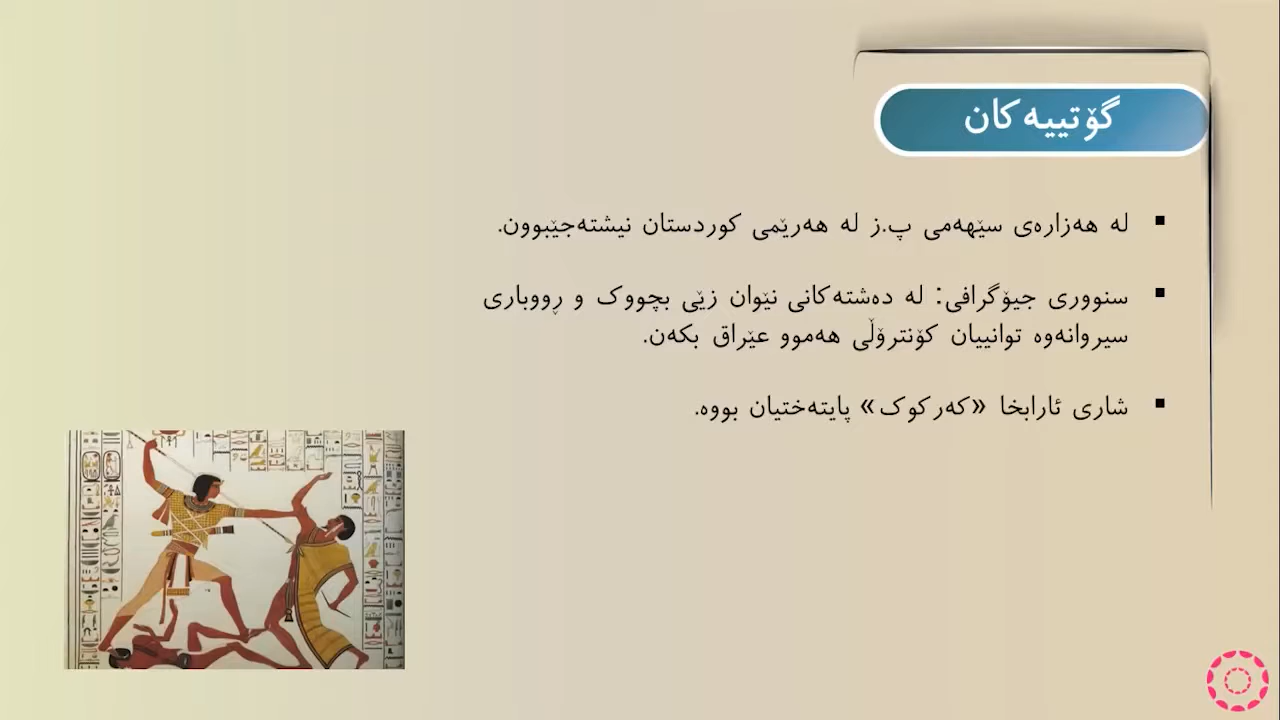 گۆتییەکان
لە هەزارەی سێهەمی پ.ز لە هەرێمی کوردستان نیشتەجێبوون.
سنووری جیۆگرافی: لە دەشتەکانی نێوان زێی بچووک و ڕووباری
سیروانەوە توانییان کۆنترۆڵی هەموو عێراق بکەن.
شاری ئارابخا «کەرکوک» پایتەختیان بووە.